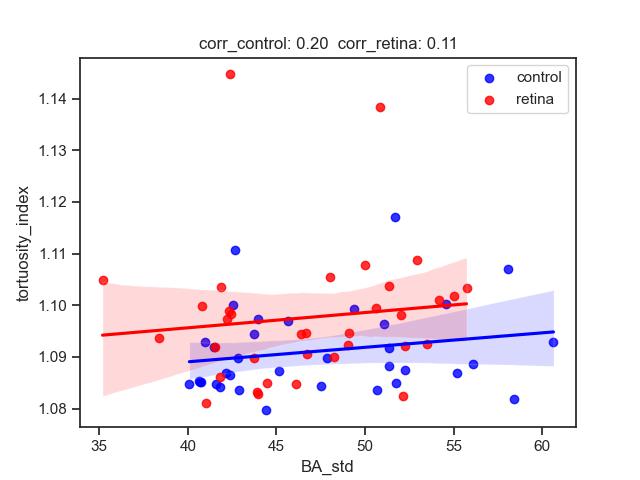 corr_control: 0.20  corr_retina: 0.11
control
retina
1.14
1.13
1.12
1.11
1.10
1.09
1.08
tortuosity_index
35
40
45
50
55
60
BA_std